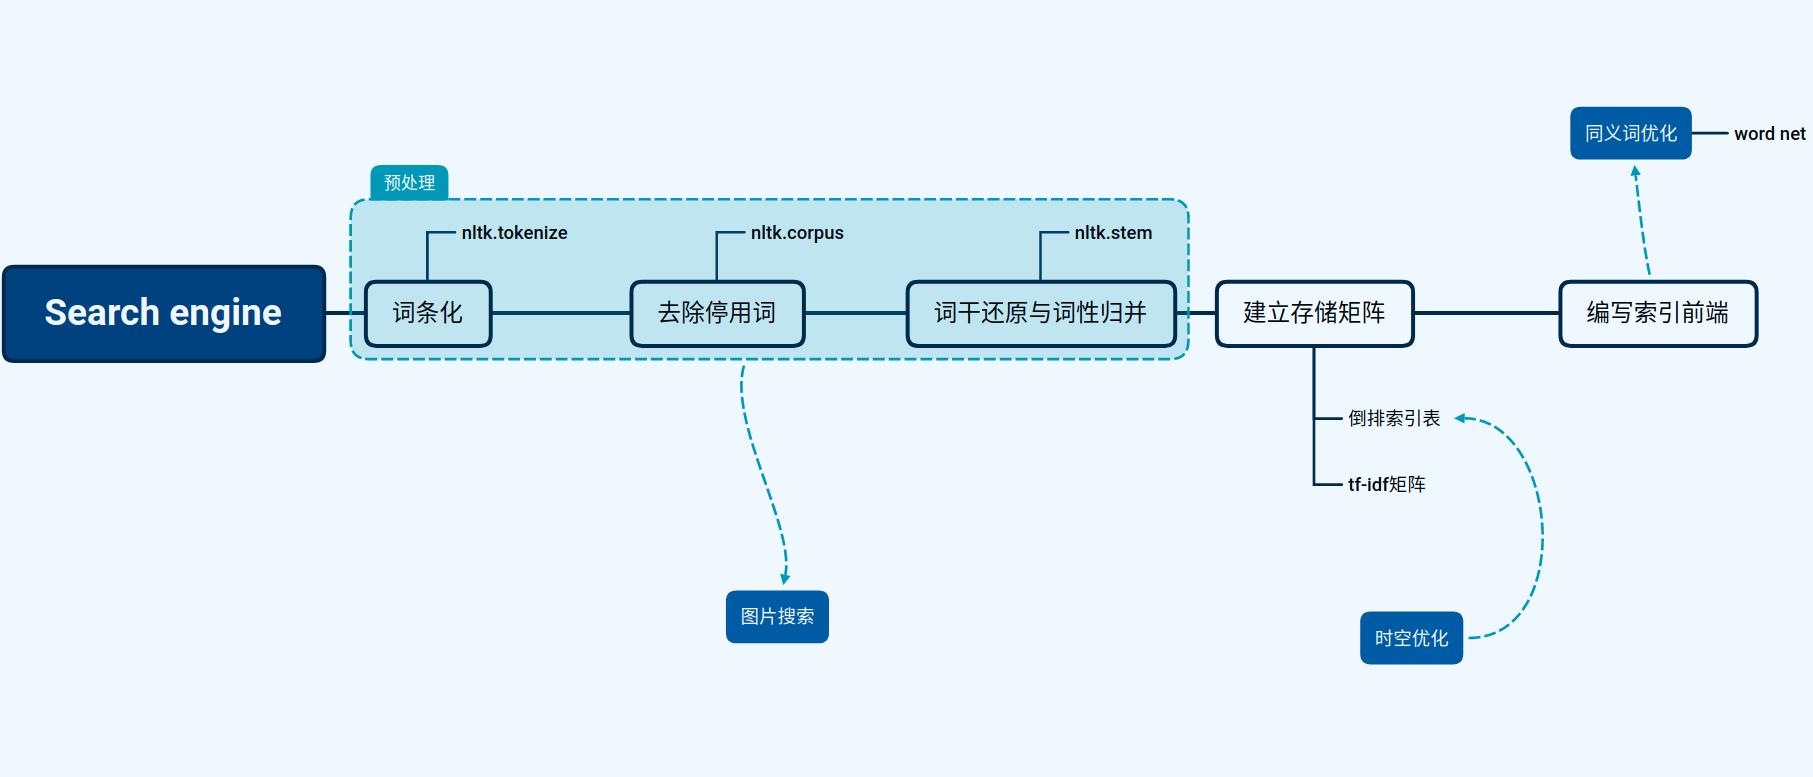 同义词优化
word net
预处理
nltk.tokenize
nltk.corpus
nltk.stem
Search engine
词条化
去除停用词
词干还原与词性归并
建立存储矩阵
编写索引前端
倒排索引表
tf-idf矩阵
图片搜索
时空优化